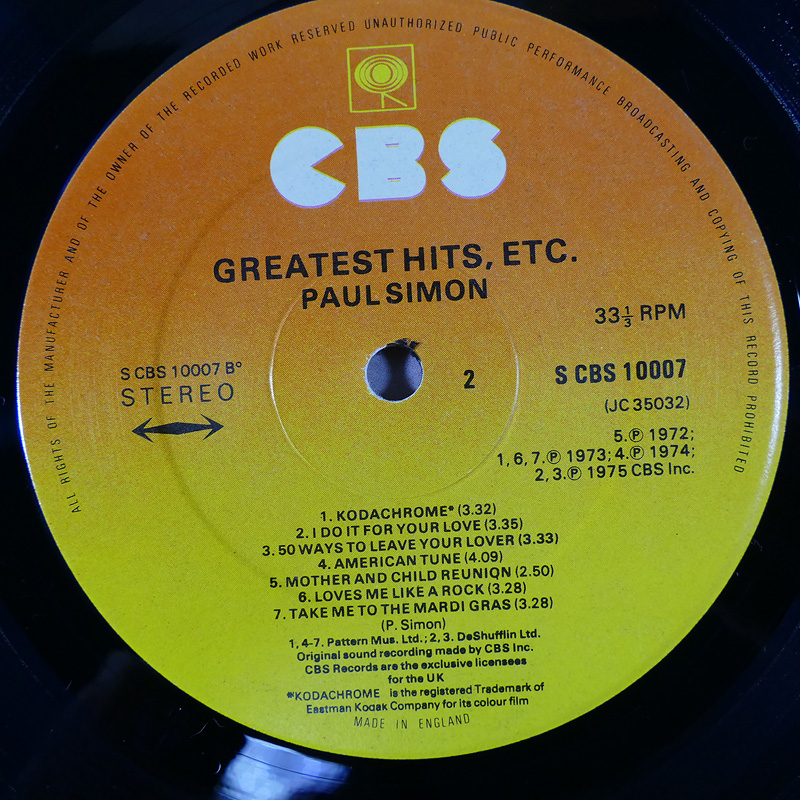 ALL RIGHTS OF THE MANUFACTURER AND OF THE OWNER OF THE RECORDED WORK RESERVED UNAUTHORIZED PUBLIC PERFORMANCE BROADCASTING AND COPYING OF THIS RECORD PROHIBITED
CBS
GREATEST HITS, ETC.
PAUL SIMON
33⅓ RPM
S CBS 10007 B°
STEREO
2
S CBS 10007
(JC 35032)
5.℗ 1972;
1, 6, 7.℗ 1973; 4.℗ 1974;
2, 3.℗ 1975 CBS Inc.
1. KODACHROME* (3.32)
2. I DO IT FOR YOUR LOVE (3.35)
3. 50 WAYS TO LEAVE YOUR LOVER (3.33)
4. AMERICAN TUNE (4.09)
5. MOTHER AND CHILD REUNION (2.50)
6. LOVES ME LIKE A ROCK (3.28)
7. TAKE ME TO THE MARDI GRAS (3.28)
(P. Simon)
1, 4-7. Pattern Mus. Ltd.; 2, 3. DeShufflin Ltd.
Original sound recording made by CBS Inc.
CBS Records are the exclusive licensees
for the UK
*KODACHROME is the registered Trademark of
Eastman Kodak Company for its colour film
MADE IN ENGLAND